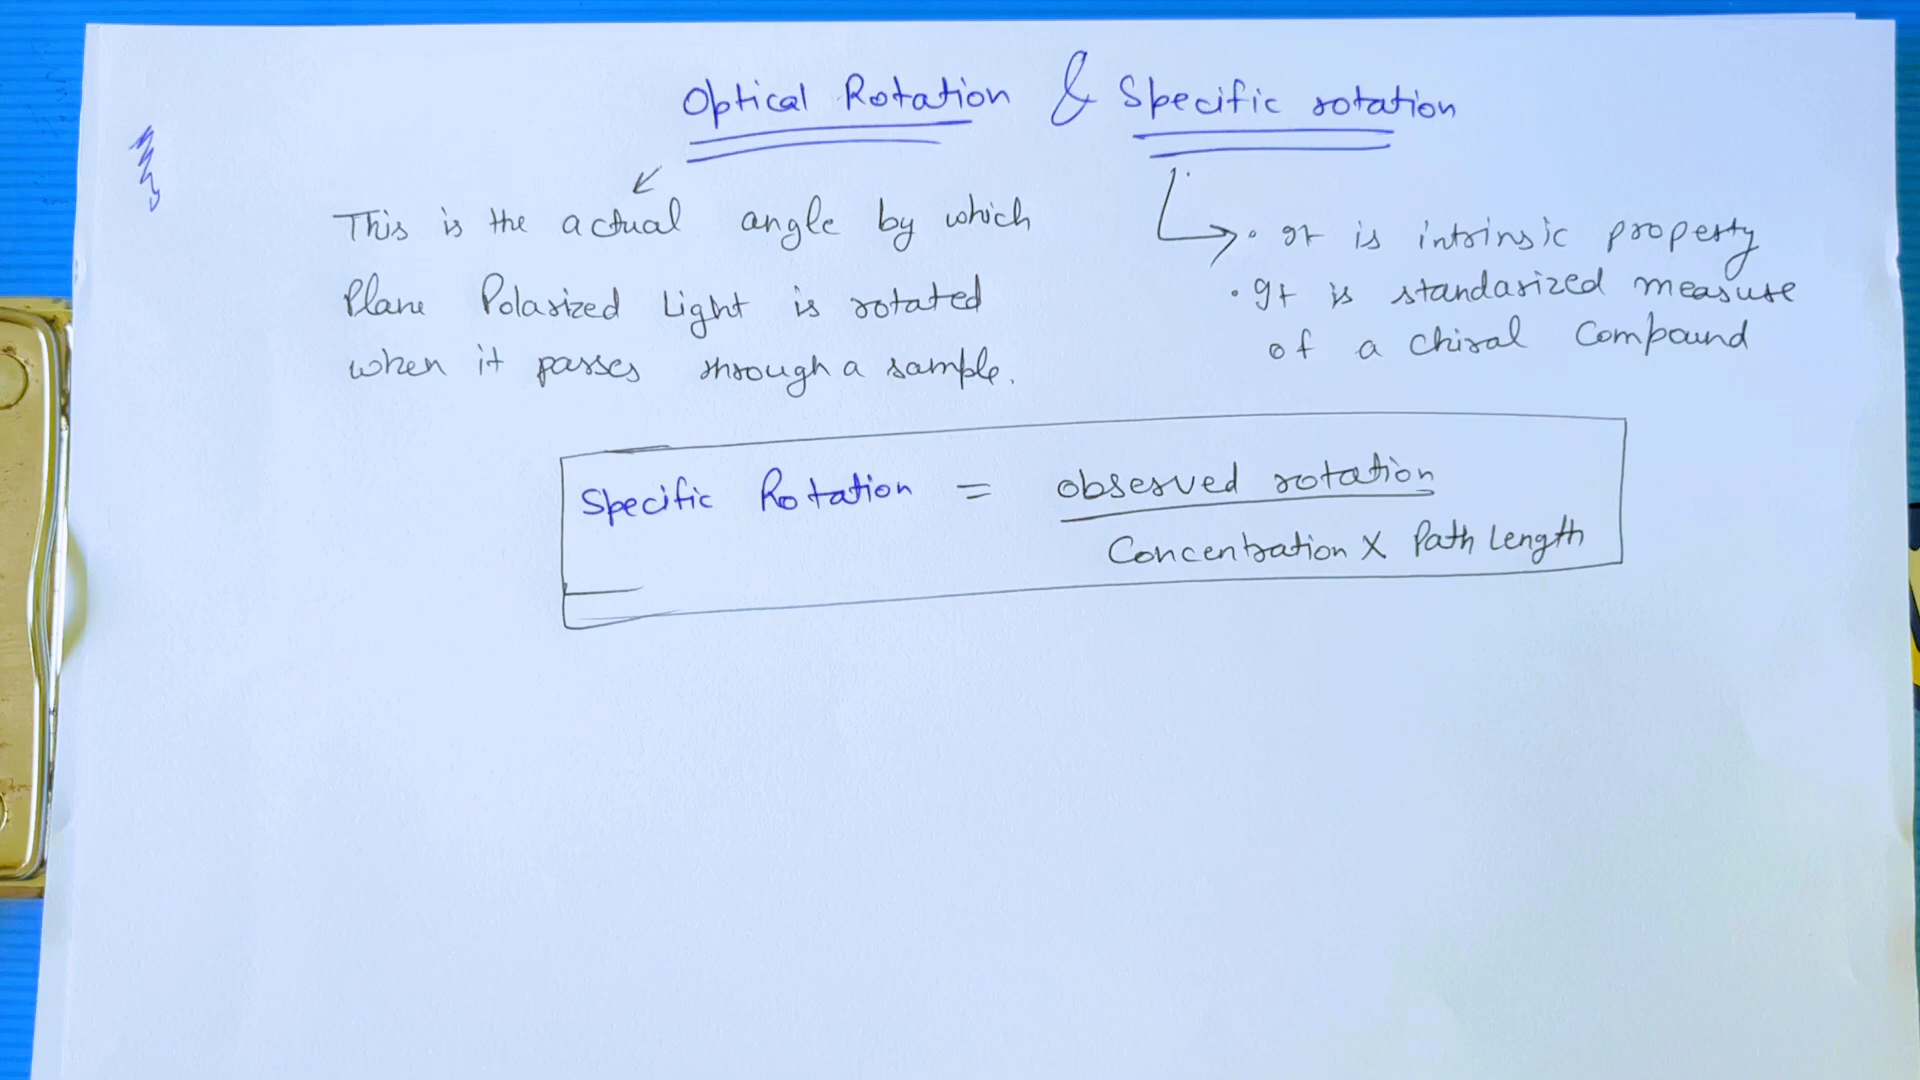 Optical Rotation & Specific rotation
This is the actual angle by which
Plane Polarized Light is rotated
when it passes through a sample.
• It is intrinsic property
• It is standarized measure
of a chiral Compound
Specific Rotation = observed rotation
Concentration X Path Length